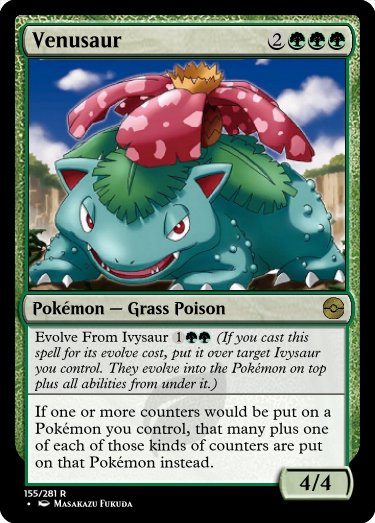 Venusaur 2
Pokémon — Grass Poison
Evolve From Ivysaur 1 (If you cast this
spell for its evolve cost, put it over target Ivysaur
you control. They evolve into the Pokémon on top
plus all abilities from under it.)
If one or more counters would be put on a
Pokémon you control, that many plus one
of each of those kinds of counters are put
on that Pokémon instead.
4/4
155/281 R
• Masakazu Fukuda